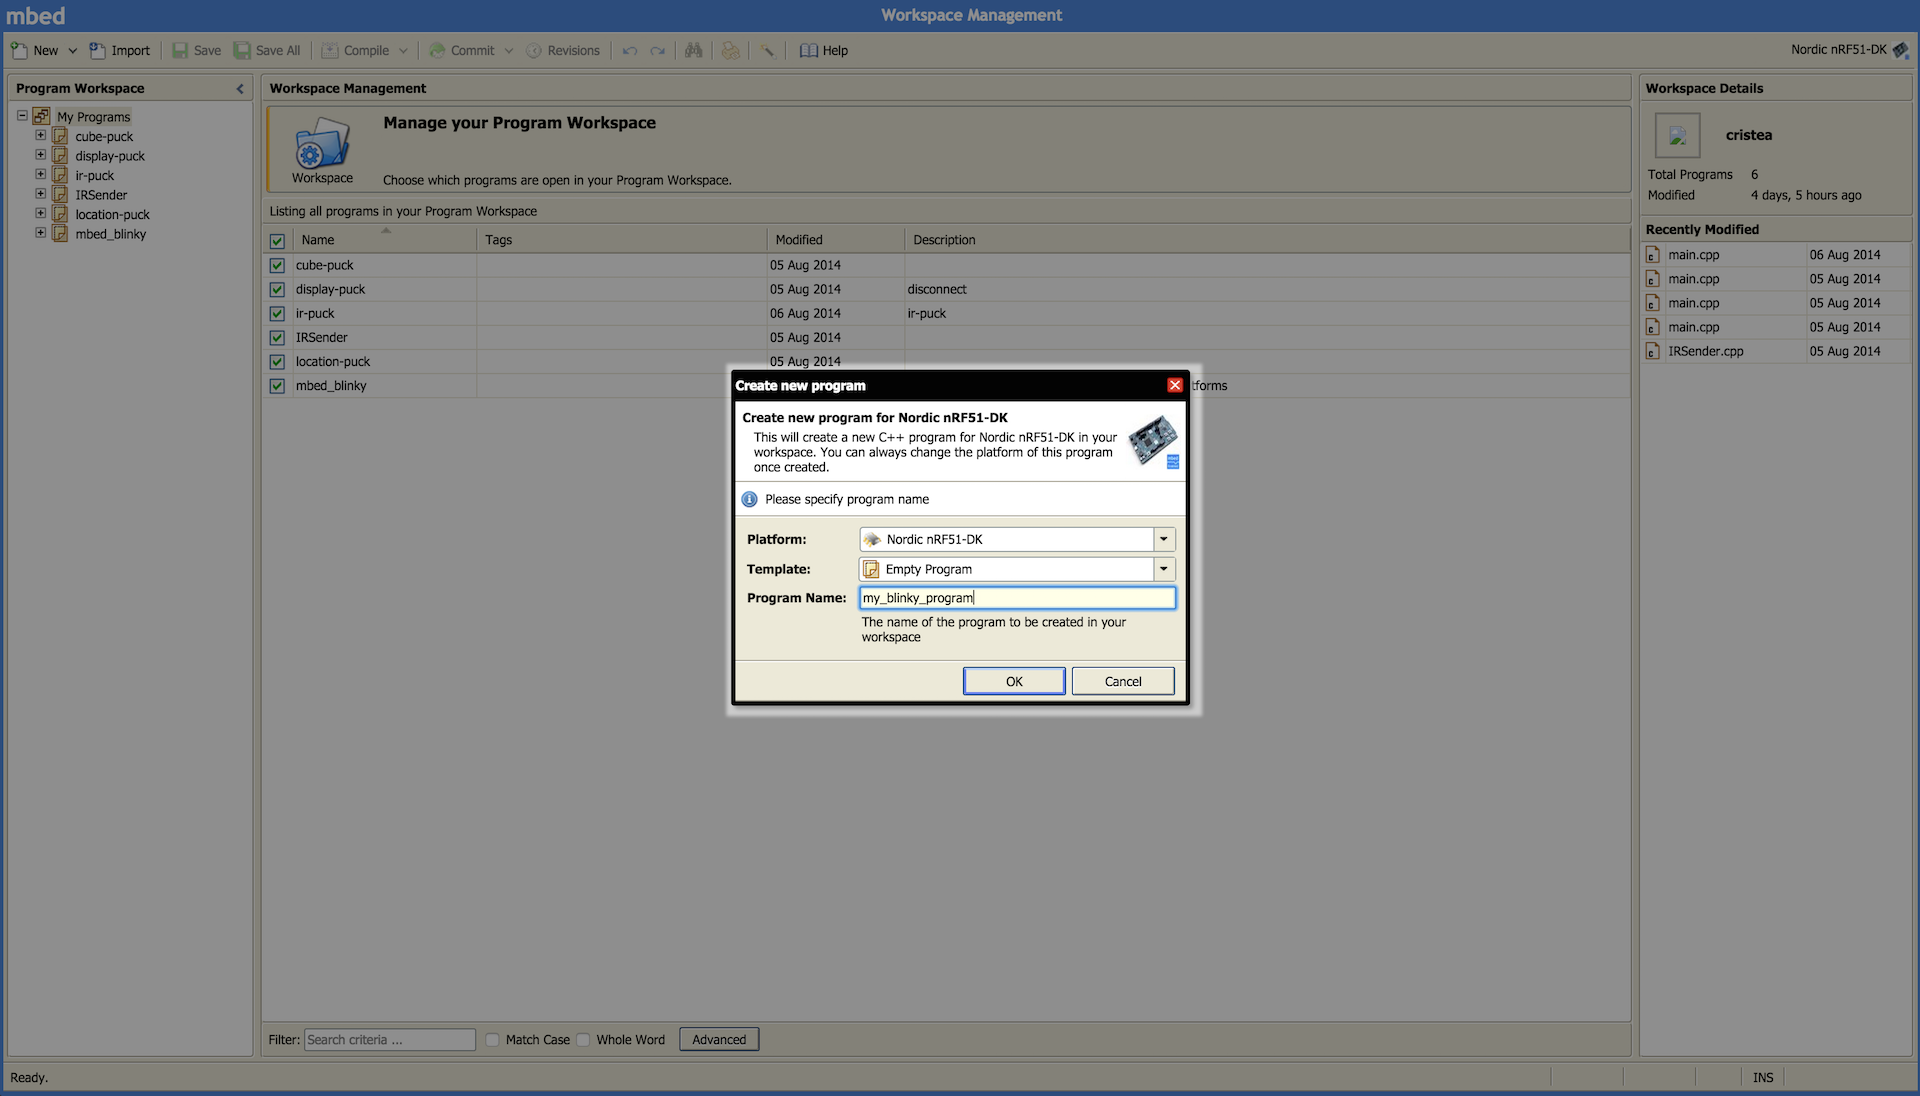 mbed
Workspace Management
New Import Save Save All Compile Commit Revisions Help Nordic nRF51-DK
Program Workspace
My Programs
cube-puck
display-puck
ir-puck
IRSender
location-puck
mbed_blinky
Workspace Management
Workspace
Manage your Program Workspace
Choose which programs are open in your Program Workspace.
Listing all programs in your Program Workspace
Name Tags Modified Description
cube-puck 05 Aug 2014
display-puck 05 Aug 2014 disconnect
ir-puck 06 Aug 2014 ir-puck
IRSender 05 Aug 2014
location-puck 05 Aug 2014
mbed_blinky tforms
Create new program
Create new program for Nordic nRF51-DK
This will create a new C++ program for Nordic nRF51-DK in your
workspace. You can always change the platform of this program
once created.
Please specify program name
Platform: Nordic nRF51-DK
Template: Empty Program
Program Name: my_blinky_program
The name of the program to be created in your
workspace
OK Cancel
Workspace Details
cristea
Total Programs 6
Modified 4 days, 5 hours ago
Recently Modified
main.cpp 06 Aug 2014
main.cpp 05 Aug 2014
main.cpp 05 Aug 2014
main.cpp 05 Aug 2014
IRSender.cpp 05 Aug 2014
Filter: Search criteria ... Match Case Whole Word Advanced
Ready. INS